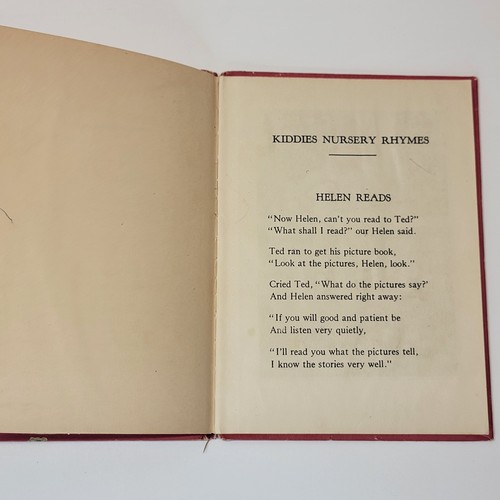 KIDDIES NURSERY RHYMES
HELEN READS
"Now Helen, can't you read to Ted?"
"What shall I read?" our Helen said.
Ted ran to get his picture book,
"Look at the pictures, Helen, look."
Cried Ted, "What do the pictures say?'
And Helen answered right away:
"If you will good and patient be
And listen very quietly,
"I'll read you what the pictures tell,
I know the stories very well."